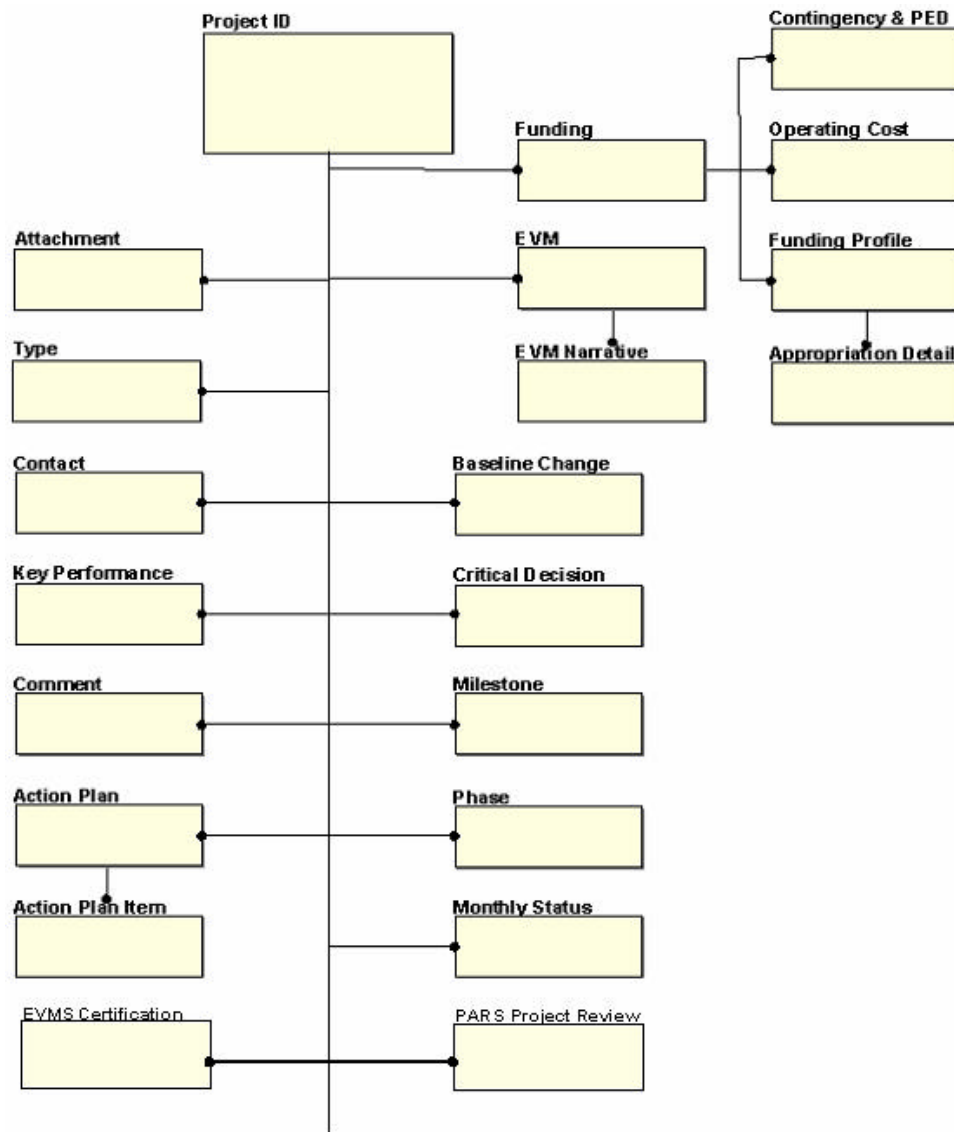 Project ID
Contingency & PED
Funding
Operating Cost
Attachment
EVM
Funding Profile
Type
EVM Narrative
Appropriation Detail
Contact
Baseline Change
Key Performance
Critical Decision
Comment
Milestone
Action Plan
Phase
Action Plan Item
Monthly Status
EVMS Certification
PARS Project Review